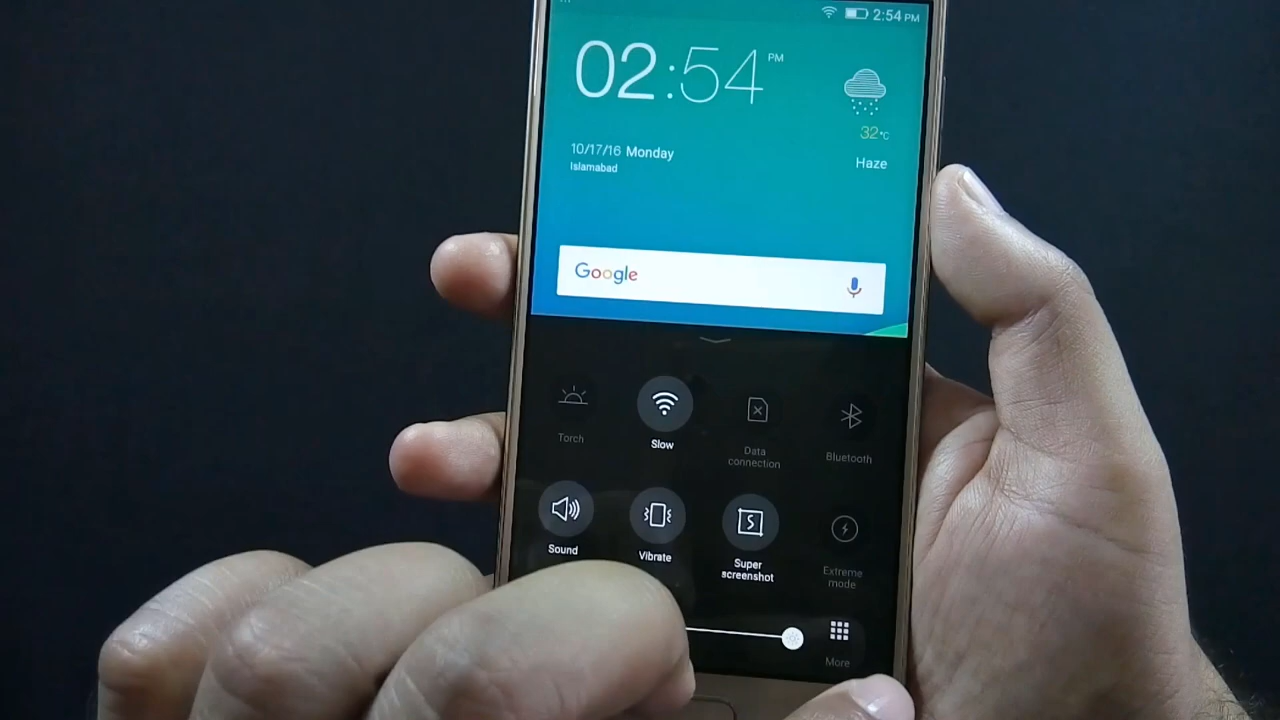 2:54 PM
02:54 PM
32°C
10/17/16 Monday
Islamabad
Haze
Google
Torch
Slow
Data
connection
Bluetooth
Sound
Vibrate
Super
screenshot
Extreme
mode
More